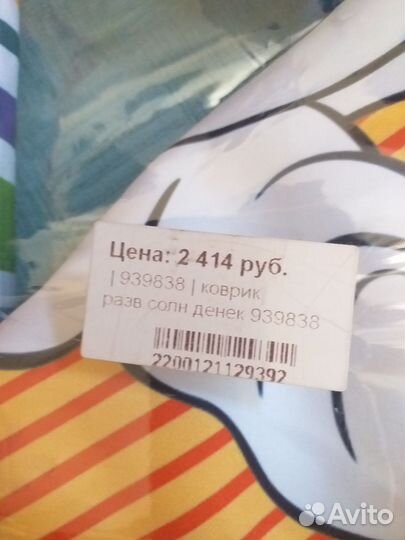 Цена: 2 414 руб.
| 939838 | коврик
разв.солн денек 939838
2200121129392
Avito